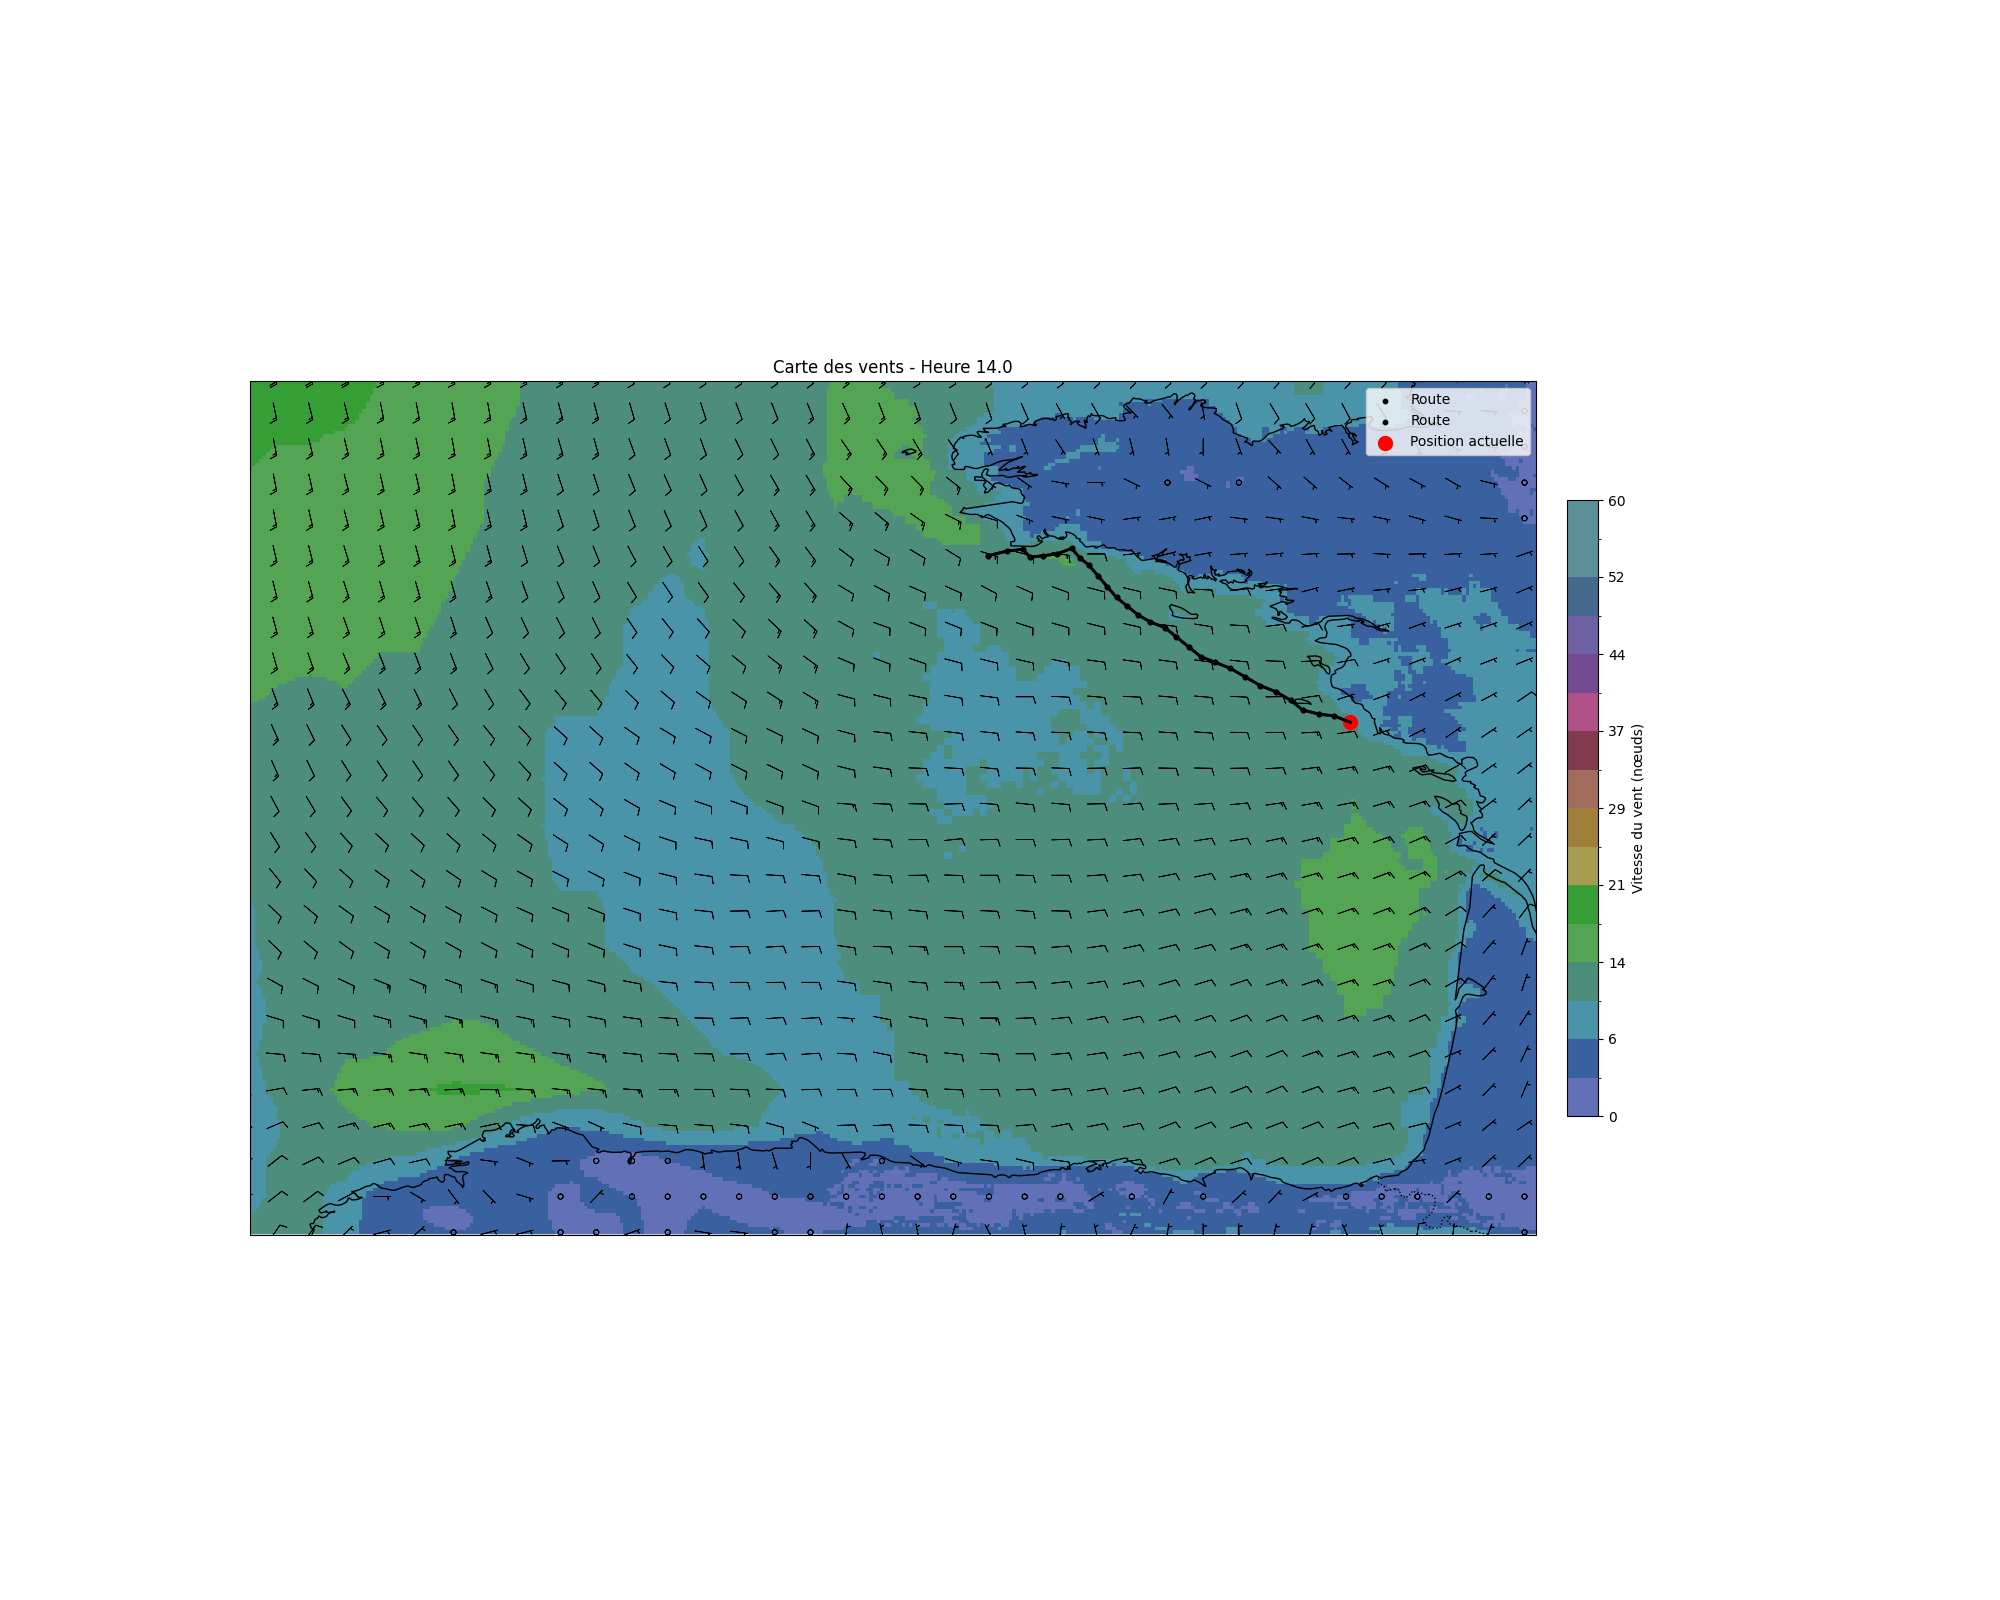 Carte des vents - Heure 14.0
Route
Route
Position actuelle
60
52
44
37
29
21
14
6
0
Vitesse du vent (nœuds)